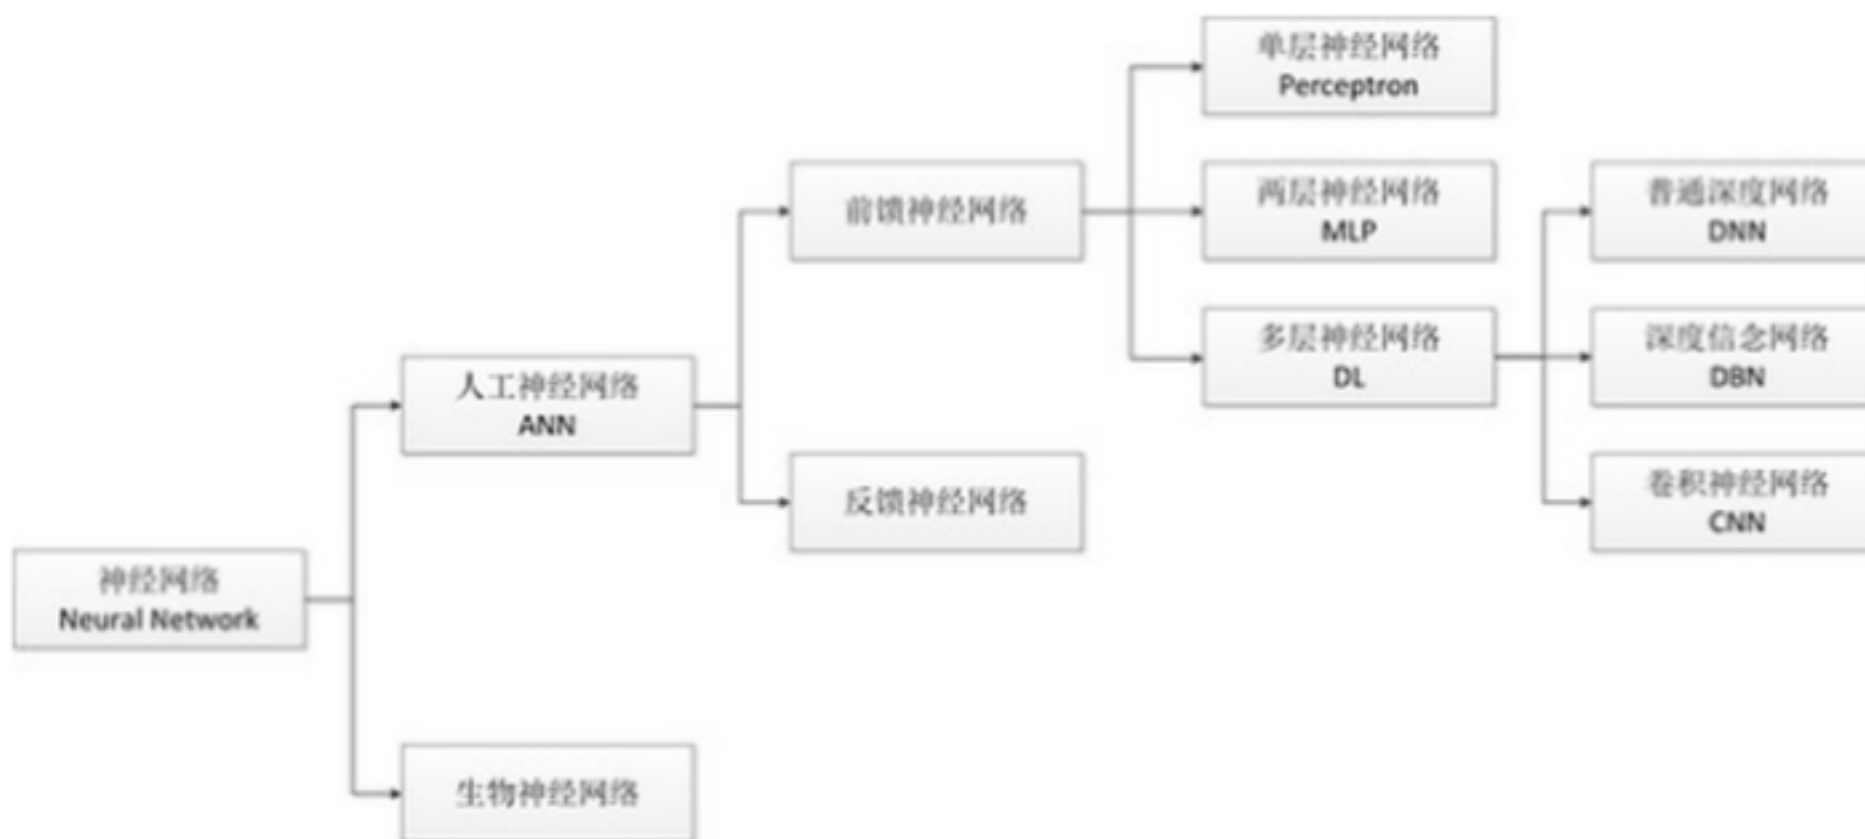 单层神经网络
Perceptron
前馈神经网络
两层神经网络
MLP
普通深度网络
DNN
多层神经网络
DL
深度信念网络
DBN
人工神经网络
ANN
反馈神经网络
卷积神经网络
CNN
神经网络
Neural Network
生物神经网络